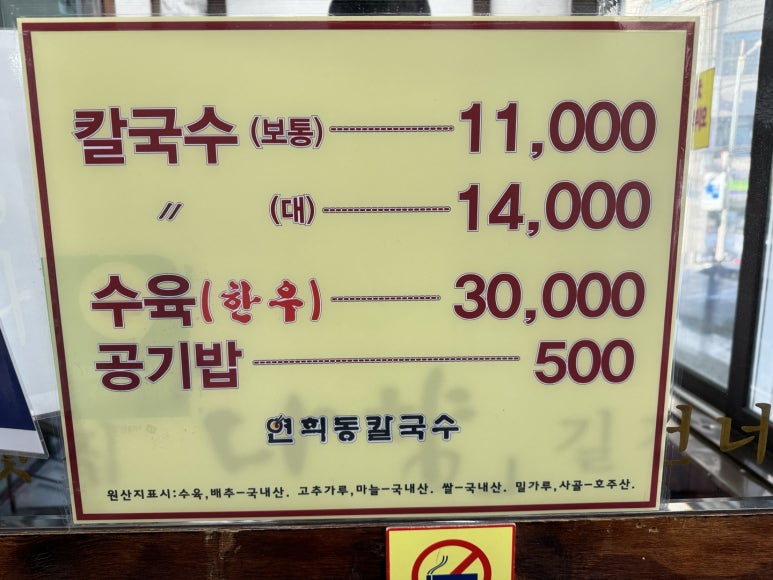 칼국수 (보통) 11,000
〃 (대) 14,000
수육(한우) 30,000
공기밥 500
연희동칼국수
원산지표시:수육,배추-국내산. 고추가루,마늘-국내산. 쌀-국내산. 밀가루,사골-호주산.